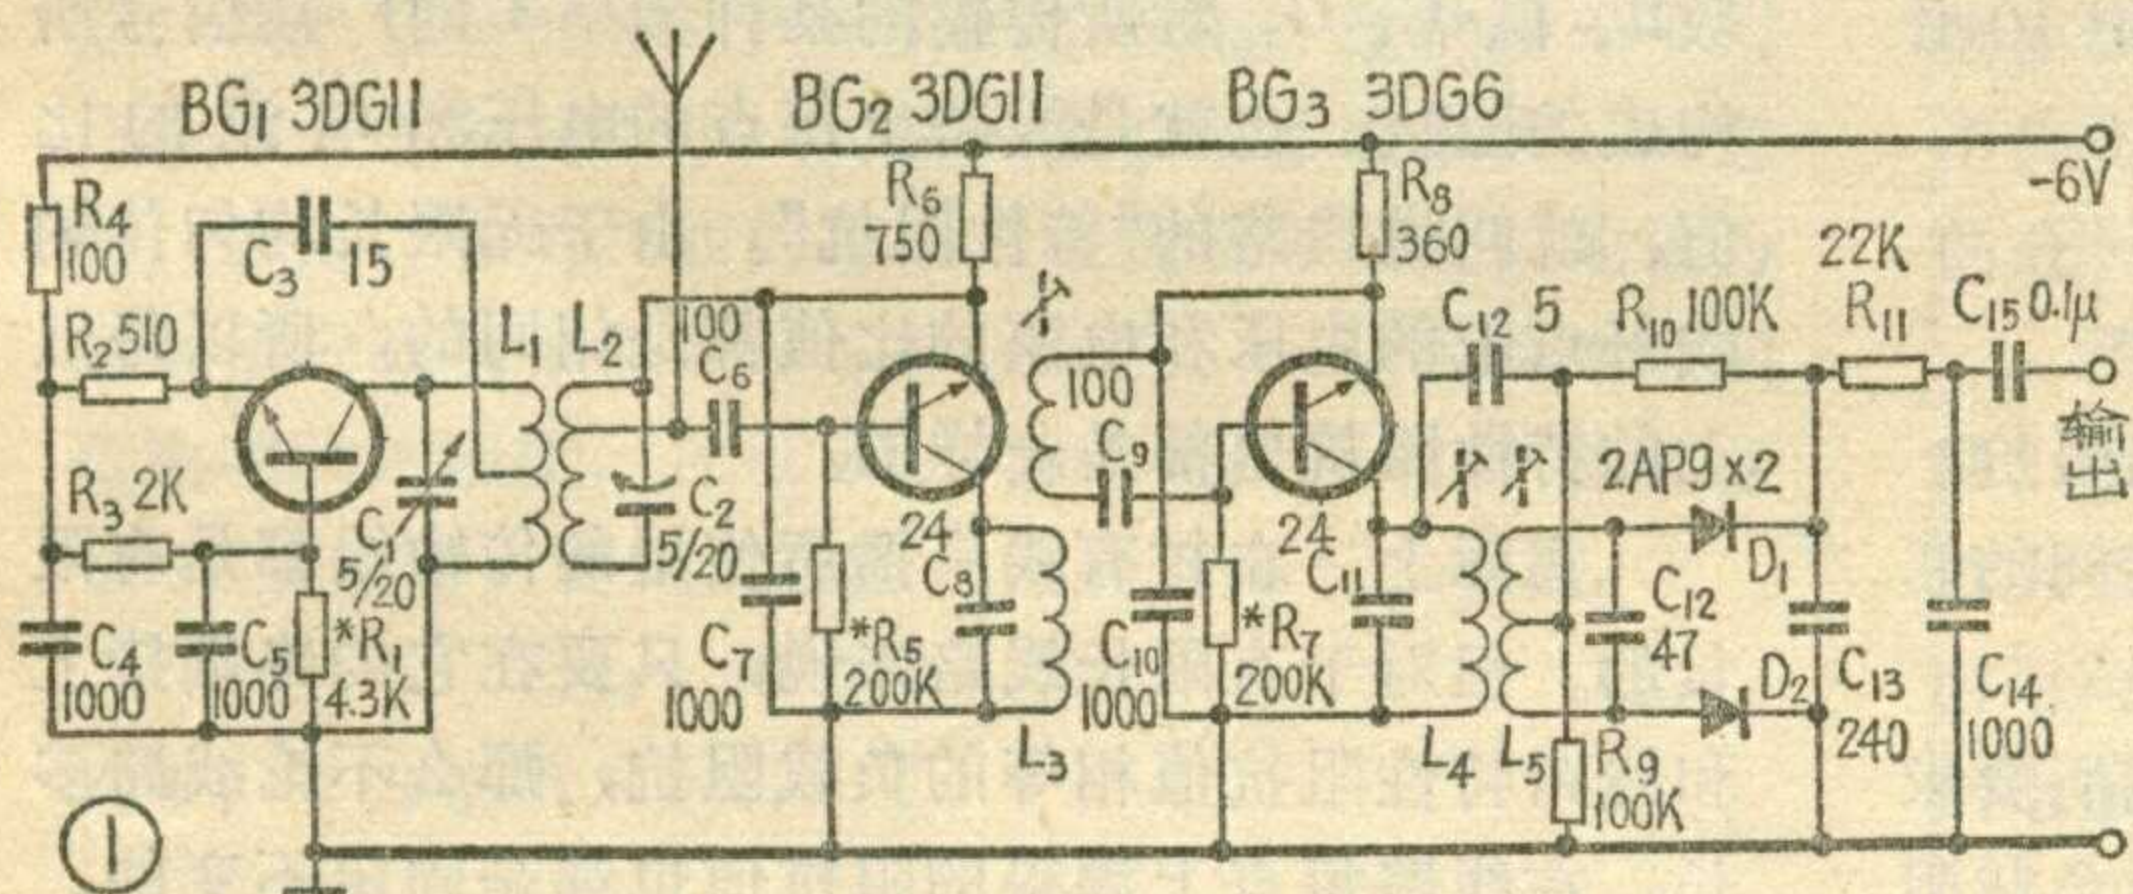 BG₁ 3DG11
BG₂ 3DG11
BG₃ 3DG6
-6V
R₄
100
C₃ 15
R₆
750
R₈
360
22K
R₁₁
C₁₅ 0.1μ
C₁₂ 5
R₁₀ 100K
R₂ 510
L₁ L₂
100
C₆
100
C₉
输出
R₃ 2K
C₁
5/20
C₂
5/20
24
C₈
24
C₁₁
2AP9×2
D₁
C₁₂
47
C₄
1000
C₅
1000
*R₁
4.3K
C₇
1000
*R₅
200K
L₃
C₁₀
1000
*R₇
200K
L₄ L₅
R₉
100K
D₂
C₁₃
240
C₁₄
1000
1